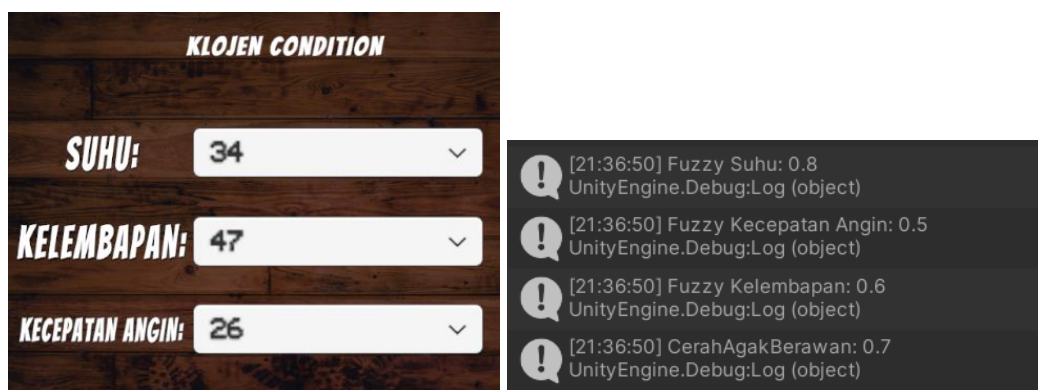 KLOJEN CONDITION
SUHU: 34
KELEMBAPAN: 47
KECEPATAN ANGIN: 26
[21:36:50] Fuzzy Suhu: 0.8
UnityEngine.Debug:Log (object)
[21:36:50] Fuzzy Kecepatan Angin: 0.5
UnityEngine.Debug:Log (object)
[21:36:50] Fuzzy Kelembapan: 0.6
UnityEngine.Debug:Log (object)
[21:36:50] CerahAgakBerawan: 0.7
UnityEngine.Debug:Log (object)